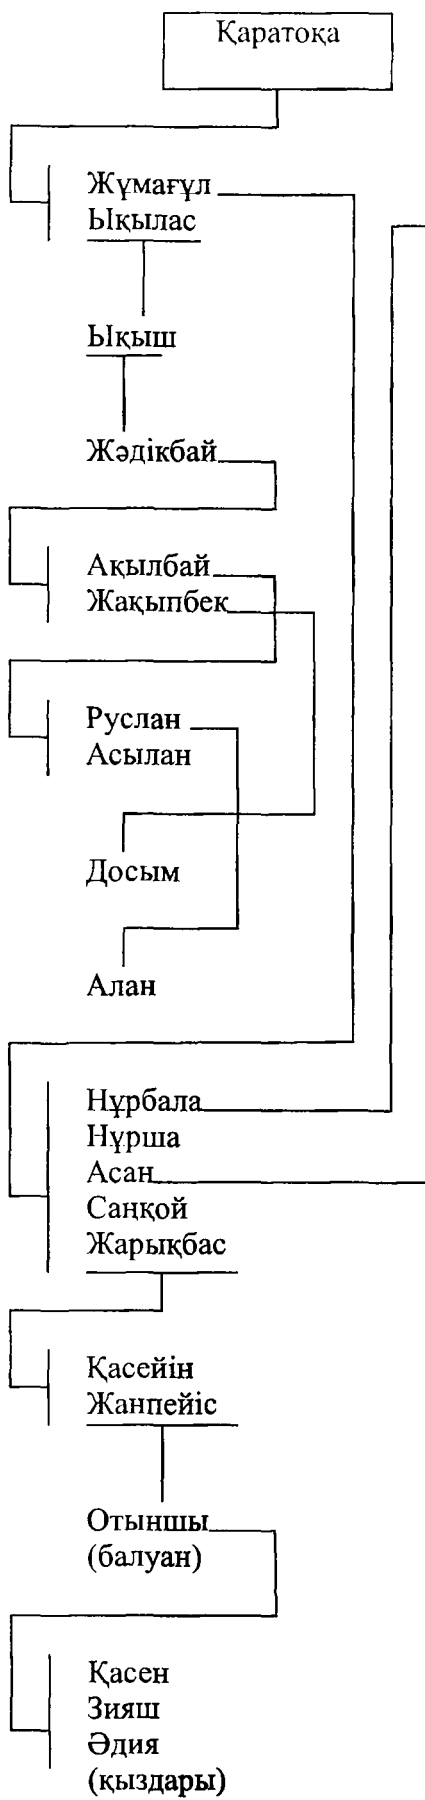 Қаратоқа
Жұмағұл
Ықылас
Ықыш
Жәдікбай
Ақылбай
Жақыпбек
Руслан
Асылан
Досым
Алан
Нұрбала
Нұрша
Асан
Саңқой
Жарықбас
Қасейін
Жанпейіс
Отыншы
(балуан)
Қасен
Зияш
Әдия
(қыздары)